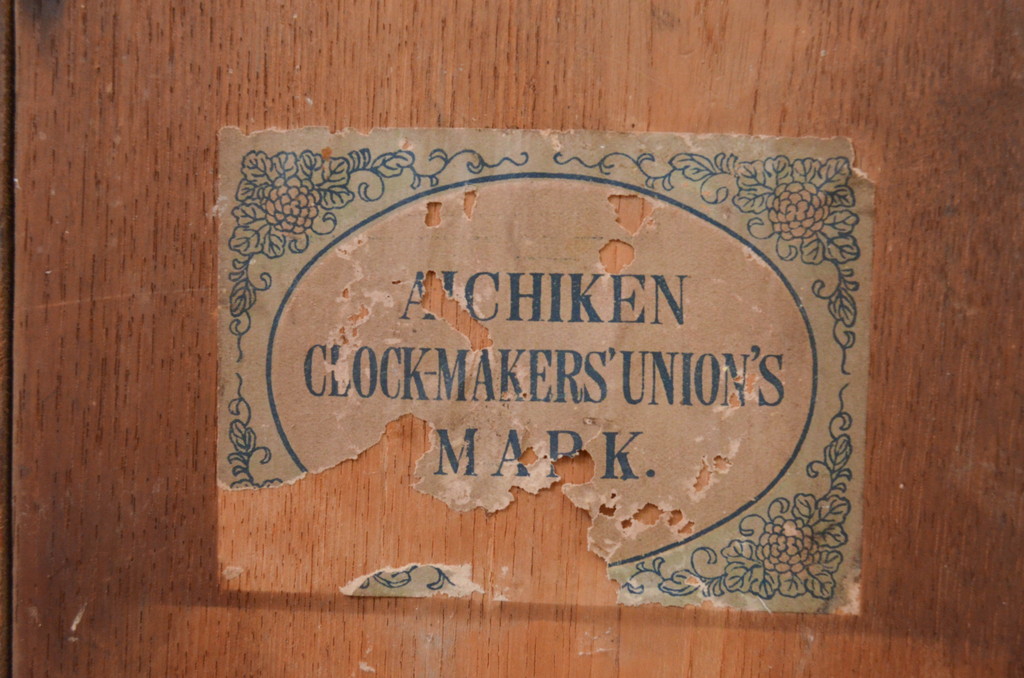 AICHIKEN
CLOCK-MAKERS' UNION'S
MARK.